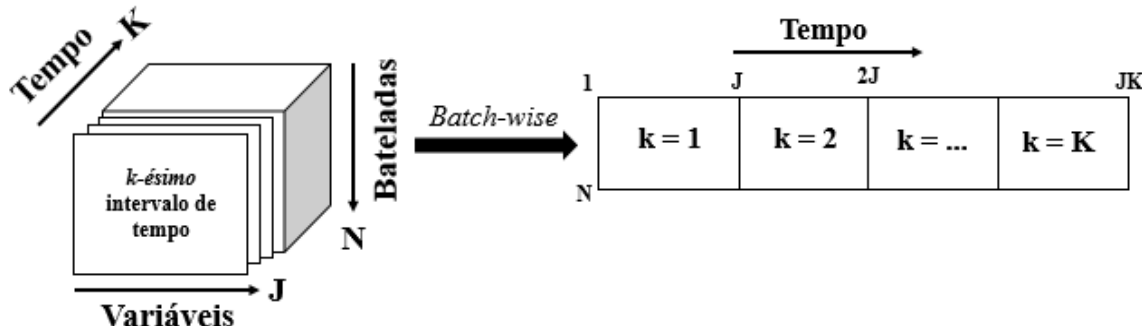 Tempo
K
k-ésimo
intervalo de
tempo
J
Variáveis
Bateladas
N
Batch-wise
Tempo
1
J
2J
JK
k = 1
k = 2
k = ...
k = K
N